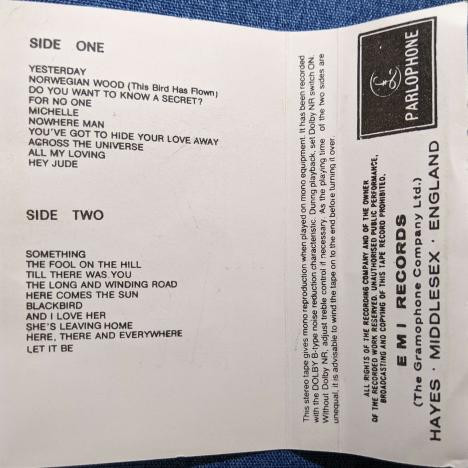 SIDE ONE
YESTERDAY
NORWEGIAN WOOD (This Bird Has Flown)
DO YOU WANT TO KNOW A SECRET?
FOR NO ONE
MICHELLE
NOWHERE MAN
YOU'VE GOT TO HIDE YOUR LOVE AWAY
ACROSS THE UNIVERSE
ALL MY LOVING
HEY JUDE
SIDE TWO
SOMETHING
THE FOOL ON THE HILL
TILL THERE WAS YOU
THE LONG AND WINDING ROAD
HERE COMES THE SUN
BLACKBIRD
AND I LOVE HER
SHE'S LEAVING HOME
HERE, THERE AND EVERYWHERE
LET IT BE
This stereo tape gives mono reproduction when played on mono equipment. It has been recorded
with the DOLBY B-type noise reduction characteristic. During playback, set Dolby NR switch ON.
Without Dolby NR, adjust treble control if necessary. As the playing time of the two sides are
unequal, it is advisable to wind the tape on to the end before turning it over.
£
PARLOPHONE
ALL RIGHTS OF THE RECORDING COMPANY AND OF THE OWNER
OF THE RECORDED WORK RESERVED. UNAUTHORISED PUBLIC PERFORMANCE,
BROADCASTING AND COPYING OF THIS TAPE RECORD PROHIBITED.
EMI RECORDS
(The Gramophone Company Ltd.)
HAYES · MIDDLESEX · ENGLAND